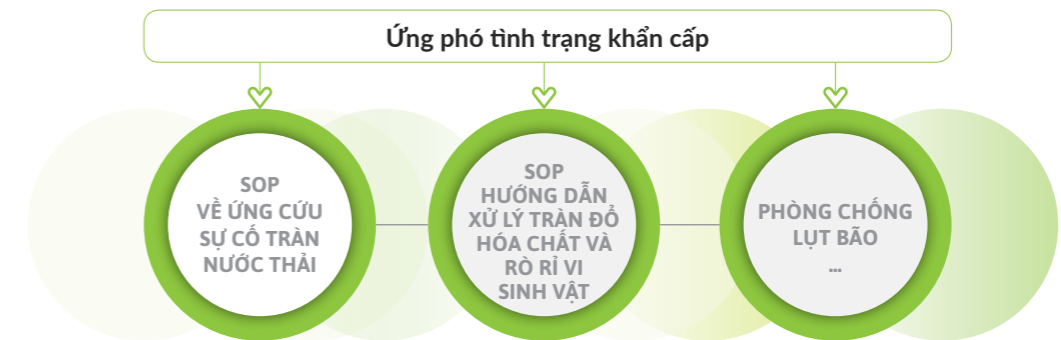 Ứng phó tình trạng khẩn cấp
SOP
VỀ ỨNG CỨU
SỰ CỐ TRÀN
NƯỚC THẢI
SOP
HƯỚNG DẪN
XỬ LÝ TRÀN ĐỔ
HÓA CHẤT VÀ
RÒ RỈ VI
SINH VẬT
PHÒNG CHỐNG
LỤT BÃO
...